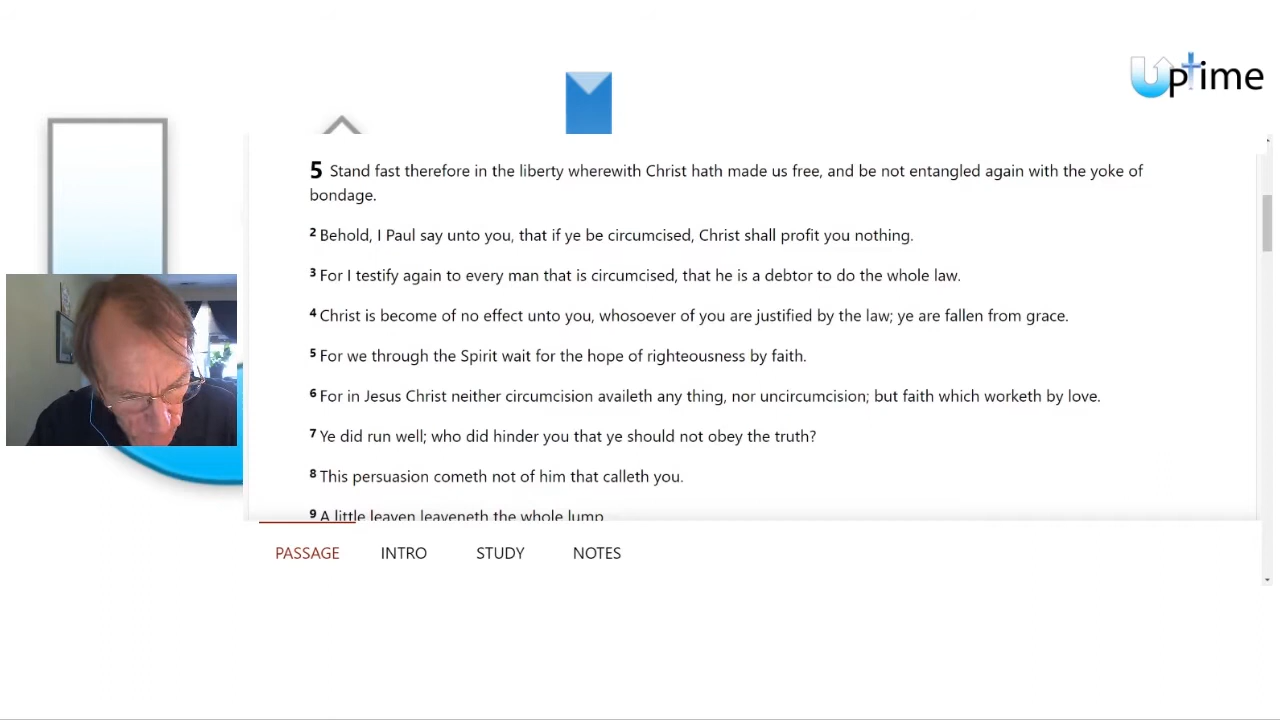 Uptime
5 Stand fast therefore in the liberty wherewith Christ hath made us free, and be not entangled again with the yoke of
bondage.
2 Behold, I Paul say unto you, that if ye be circumcised, Christ shall profit you nothing.
3 For I testify again to every man that is circumcised, that he is a debtor to do the whole law.
4 Christ is become of no effect unto you, whosoever of you are justified by the law; ye are fallen from grace.
5 For we through the Spirit wait for the hope of righteousness by faith.
6 For in Jesus Christ neither circumcision availeth any thing, nor uncircumcision; but faith which worketh by love.
7 Ye did run well; who did hinder you that ye should not obey the truth?
8 This persuasion cometh not of him that calleth you.
9 A little leaven leaveneth the whole lump
PASSAGE INTRO STUDY NOTES